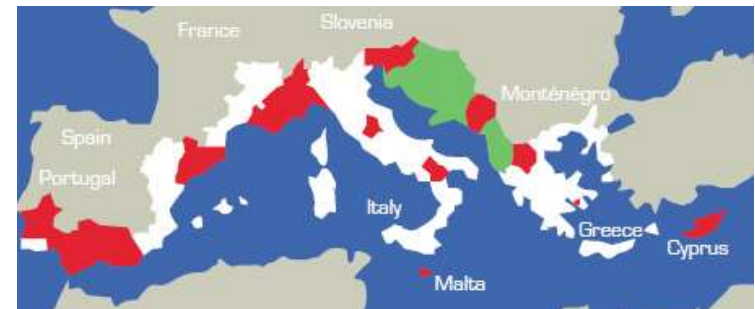 Slovenia
France
Monténégro
Spain
Portugal
Italy
Greece
Cyprus
Malta